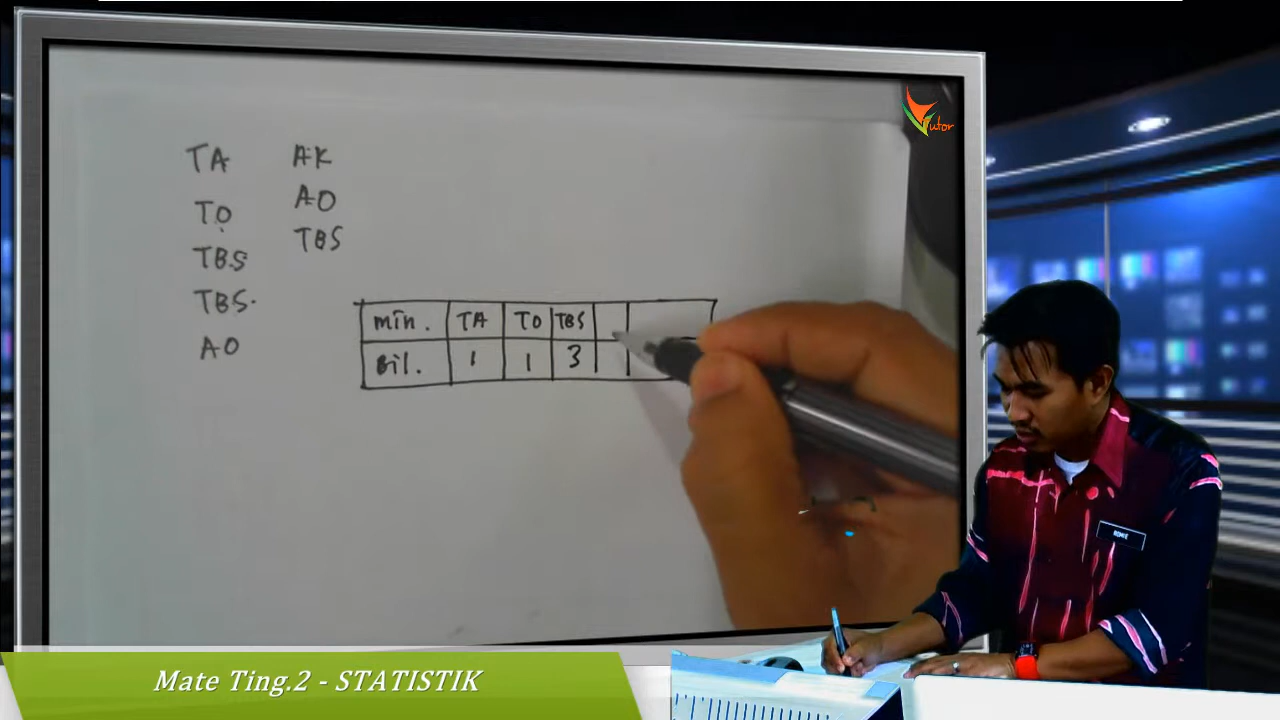 TA
TO
TBS
TBS.
AO
AK
AO
TBS
min. TA TO TBS
Bil. 1 1 3
Tutor
Mate Ting.2 - STATISTIK